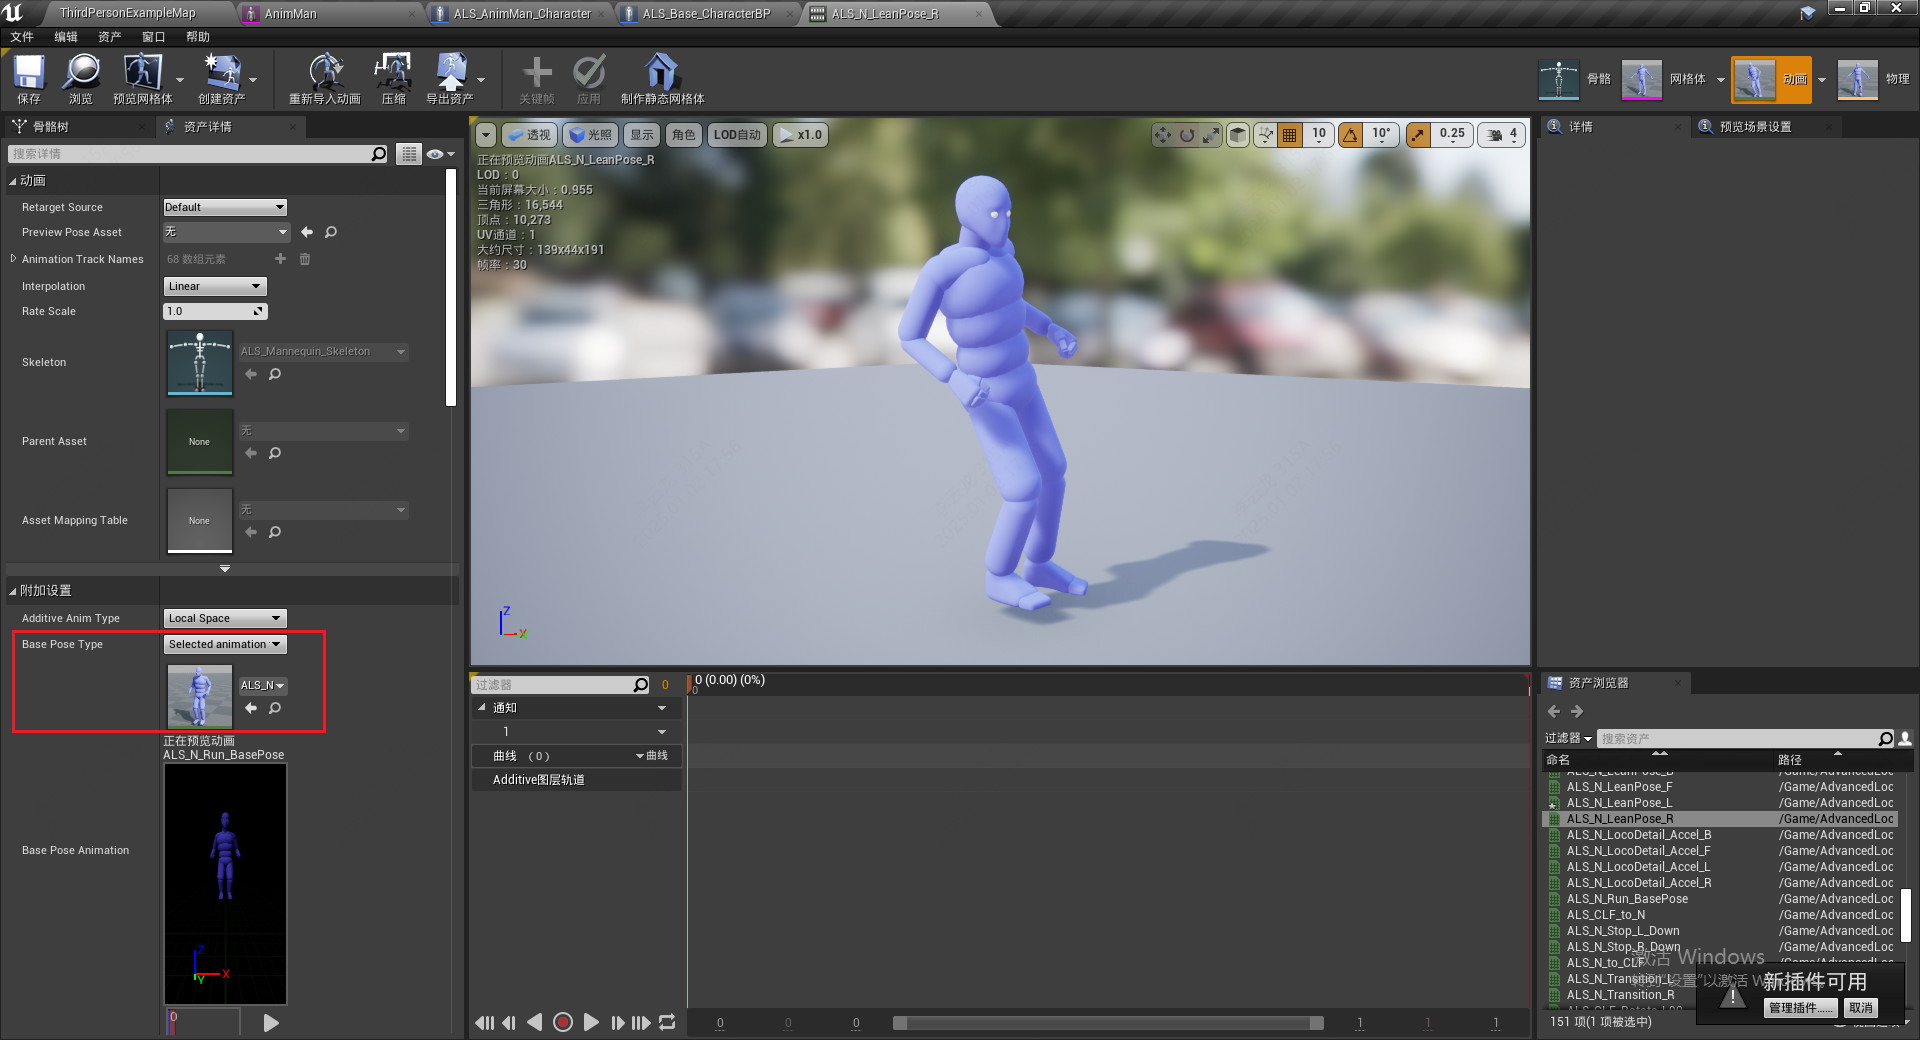 ThirdPersonExampleMap
AnimMan
ALS_AnimMan_Character
ALS_Base_CharacterBP
ALS_N_LeanPose_R
文件 编辑 资产 窗口 帮助
保存 浏览 预览网格体 创建资产 重新导入动画 压缩 导出资产 关键帧 应用 制作静态网格体
骨骼 网格体 动画 物理
骨骼树 资产详情
搜索详情
动画
Retarget Source Default
Preview Pose Asset 无
Animation Track Names 68 数组元素
Interpolation Linear
Rate Scale 1.0
Skeleton ALS_Mannequin_Skeleton
Parent Asset None 无
Asset Mapping Table None 无
附加设置
Additive Anim Type Local Space
Base Pose Type Selected animation
ALS_N
正在预览动画
ALS_N_Run_BasePose
Base Pose Animation
Z
X
Y
0
透视 光照 显示 角色 LOD自动 x1.0
10 10° 0.25 4
正在预览动画ALS_N_LeanPose_R
LOD：0
当前屏幕大小：0.955
三角形：16,544
顶点：10,273
UV通道：1
大约尺寸：139x44x191
帧率：30
Z
X
过滤器 0
0 (0.00) (0%)
0
通知
1
曲线 （0） 曲线
Additive图层轨道
0 0 0 1 1 1
详情 预览场景设置
资产浏览器
过滤器 搜索资产
命名 路径
ALS_N_LeanPose_B /Game/AdvancedLoc
ALS_N_LeanPose_F /Game/AdvancedLoc
ALS_N_LeanPose_L /Game/AdvancedLoc
ALS_N_LeanPose_R /Game/AdvancedLoc
ALS_N_LocoDetail_Accel_B /Game/AdvancedLoc
ALS_N_LocoDetail_Accel_F /Game/AdvancedLoc
ALS_N_LocoDetail_Accel_L /Game/AdvancedLoc
ALS_N_LocoDetail_Accel_R /Game/AdvancedLoc
ALS_N_Run_BasePose /Game/AdvancedLoc
ALS_CLF_to_N /Game/AdvancedLoc
ALS_N_Stop_L_Down /Game/AdvancedLoc
ALS_N_Stop_R_Down /Game/AdvancedLoc
ALS_N_to_CLF /Game/AdvancedLoc
ALS_N_Transition_L
ALS_N_Transition_R
激活 Windows
转到"设置"以激活 W
新插件可用
管理插件...... 取消
151 项(1 项被选中)